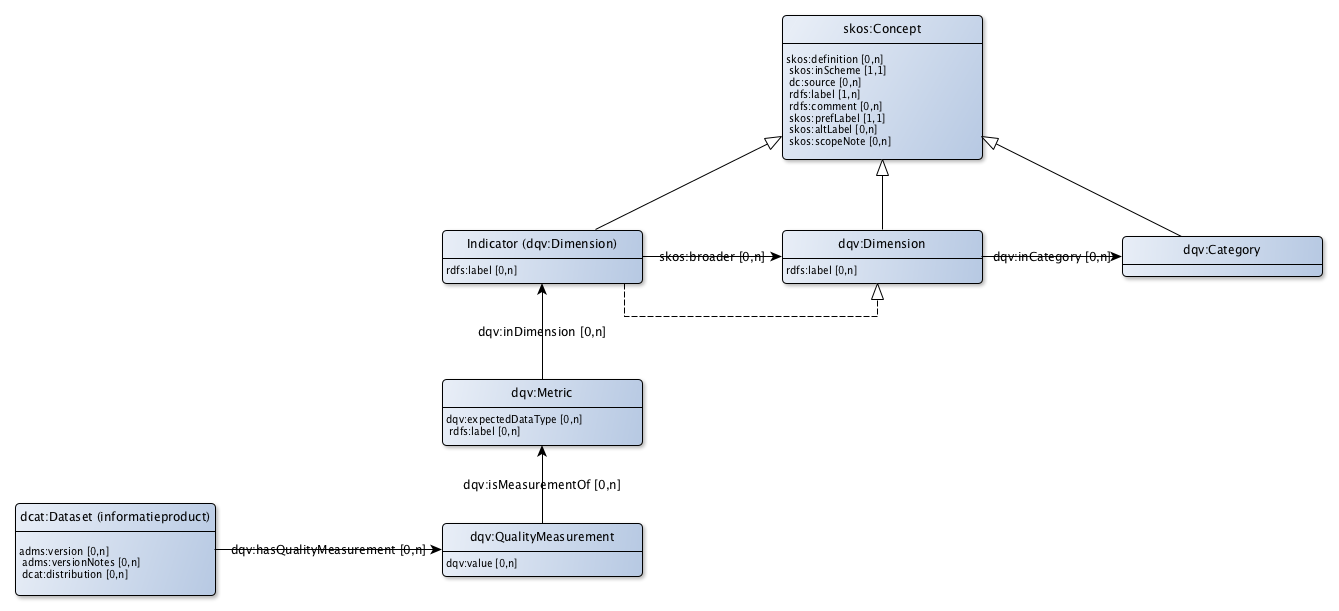 skos:Concept
skos:definition [0,n]
skos:inScheme [1,1]
dc:source [0,n]
rdfs:label [1,n]
rdfs:comment [0,n]
skos:prefLabel [1,1]
skos:altLabel [0,n]
skos:scopeNote [0,n]
Indicator (dqv:Dimension)
rdfs:label [0,n]
skos:broader [0,n]
dqv:Dimension
rdfs:label [0,n]
dqv:inCategory [0,n]
dqv:Category
dqv:inDimension [0,n]
dqv:Metric
dqv:expectedDataType [0,n]
rdfs:label [0,n]
dqv:isMeasurementOf [0,n]
dcat:Dataset (informatieproduct)
adms:version [0,n]
adms:versionNotes [0,n]
dcat:distribution [0,n]
dqv:hasQualityMeasurement [0,n]
dqv:QualityMeasurement
dqv:value [0,n]